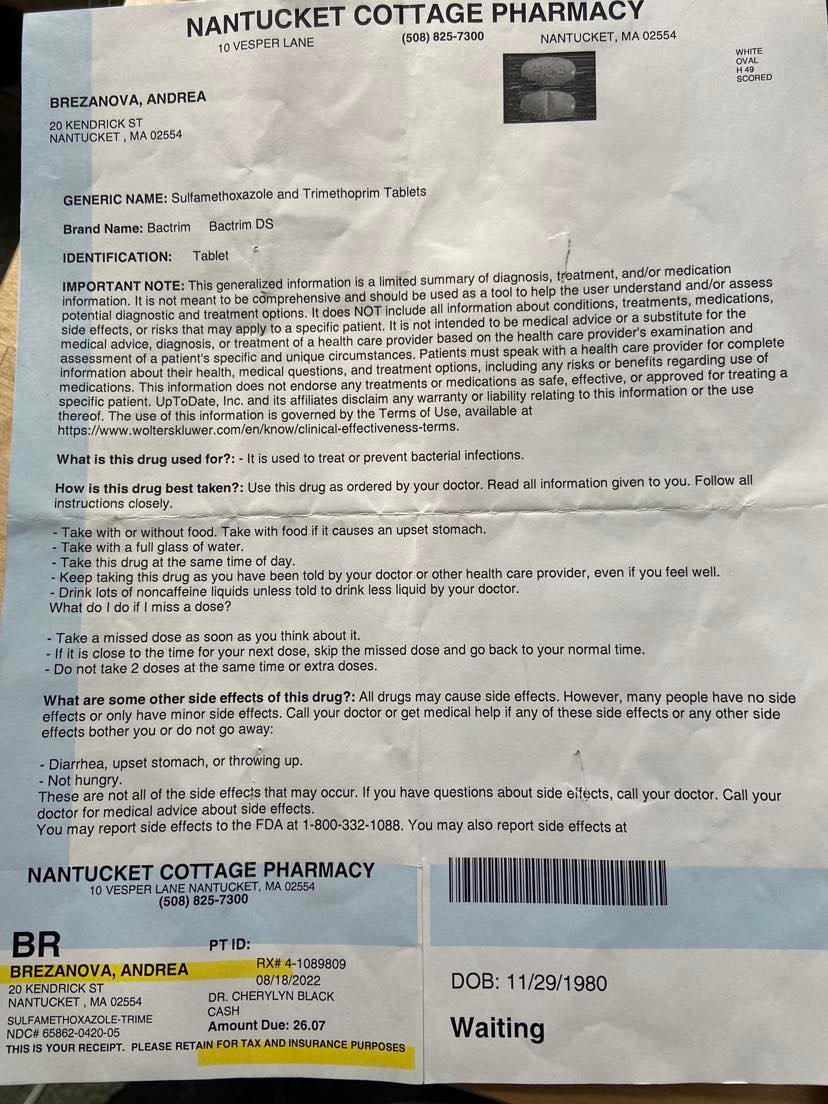 NANTUCKET COTTAGE PHARMACY
10 VESPER LANE (508) 825-7300 NANTUCKET, MA 02554
WHITE
OVAL
H 49
SCORED
BREZANOVA, ANDREA
20 KENDRICK ST
NANTUCKET , MA 02554
GENERIC NAME: Sulfamethoxazole and Trimethoprim Tablets
Brand Name: Bactrim Bactrim DS
IDENTIFICATION: Tablet
IMPORTANT NOTE: This generalized information is a limited summary of diagnosis, treatment, and/or medication
information. It is not meant to be comprehensive and should be used as a tool to help the user understand and/or assess
potential diagnostic and treatment options. It does NOT include all information about conditions, treatments, medications,
side effects, or risks that may apply to a specific patient. It is not intended to be medical advice or a substitute for the
medical advice, diagnosis, or treatment of a health care provider based on the health care provider's examination and
assessment of a patient's specific and unique circumstances. Patients must speak with a health care provider for complete
information about their health, medical questions, and treatment options, including any risks or benefits regarding use of
medications. This information does not endorse any treatments or medications as safe, effective, or approved for treating a
specific patient. UpToDate, Inc. and its affiliates disclaim any warranty or liability relating to this information or the use
thereof. The use of this information is governed by the Terms of Use, available at
https://www.wolterskluwer.com/en/know/clinical-effectiveness-terms.
What is this drug used for?: - It is used to treat or prevent bacterial infections.
How is this drug best taken?: Use this drug as ordered by your doctor. Read all information given to you. Follow all
instructions closely.
- Take with or without food. Take with food if it causes an upset stomach.
- Take with a full glass of water.
- Take this drug at the same time of day.
- Keep taking this drug as you have been told by your doctor or other health care provider, even if you feel well.
- Drink lots of noncaffeine liquids unless told to drink less liquid by your doctor.
What do I do if I miss a dose?
- Take a missed dose as soon as you think about it.
- If it is close to the time for your next dose, skip the missed dose and go back to your normal time.
- Do not take 2 doses at the same time or extra doses.
What are some other side effects of this drug?: All drugs may cause side effects. However, many people have no side
effects or only have minor side effects. Call your doctor or get medical help if any of these side effects or any other side
effects bother you or do not go away:
- Diarrhea, upset stomach, or throwing up.
- Not hungry.
These are not all of the side effects that may occur. If you have questions about side effects, call your doctor. Call your
doctor for medical advice about side effects.
You may report side effects to the FDA at 1-800-332-1088. You may also report side effects at
NANTUCKET COTTAGE PHARMACY
10 VESPER LANE NANTUCKET, MA 02554
(508) 825-7300
BR
PT ID:
BREZANOVA, ANDREA
RX# 4-1089809
20 KENDRICK ST
08/18/2022
NANTUCKET , MA 02554
DR. CHERYLYN BLACK
CASH
SULFAMETHOXAZOLE-TRIME
Amount Due: 26.07
NDC# 65862-0420-05
THIS IS YOUR RECEIPT. PLEASE RETAIN FOR TAX AND INSURANCE PURPOSES
DOB: 11/29/1980
Waiting